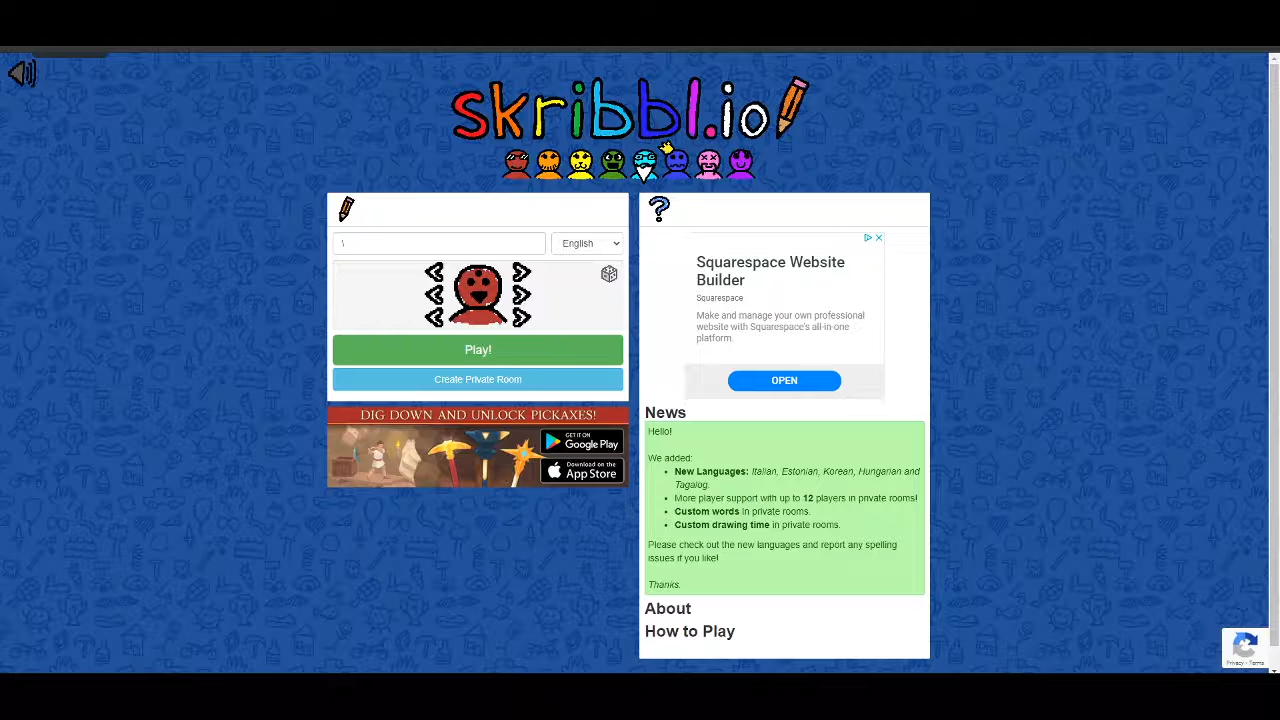 skribbl.io
\
English
Play!
Create Private Room
DIG DOWN AND UNLOCK PICKAXES!
GET IT ON
Google Play
Download on the
App Store
Squarespace Website
Builder
Squarespace
Make and manage your own professional
website with Squarespace's all-in-one
platform.
OPEN
News
Hello!
We added:
New Languages: Italian, Estonian, Korean, Hungarian and
Tagalog.
More player support with up to 12 players in private rooms!
Custom words in private rooms.
Custom drawing time in private rooms.
Please check out the new languages and report any spelling
issues if you like!
Thanks.
About
How to Play
Privacy - Terms